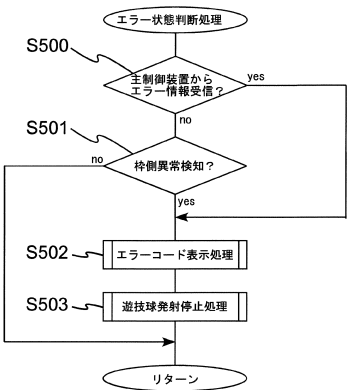 エラー状態判断処理
S500
主制御装置から
エラー情報受信？
yes
no
S501
枠側異常検知？
no
yes
S502
エラーコード表示処理
S503
遊技球発射停止処理
リターン